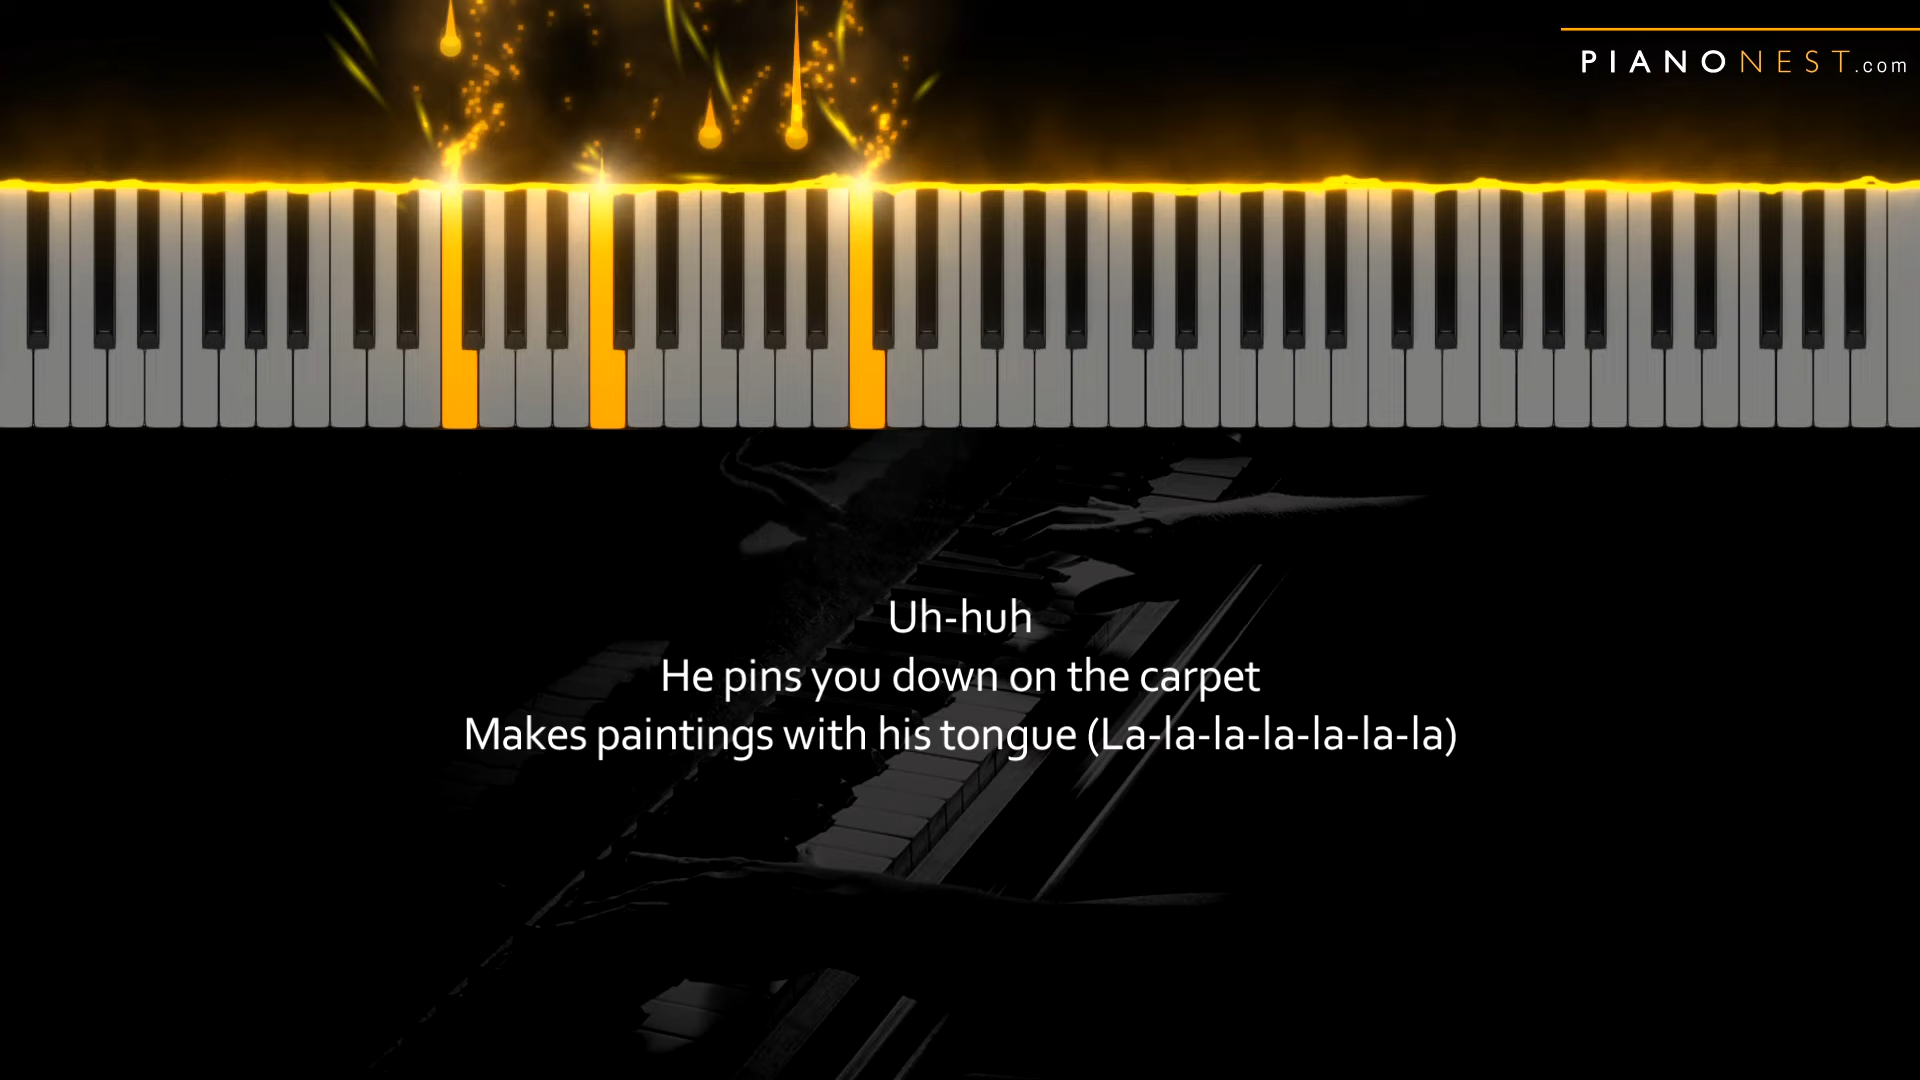 PIANONEST.com
Uh-huh
He pins you down on the carpet
Makes paintings with his tongue (La-la-la-la-la-la-la)